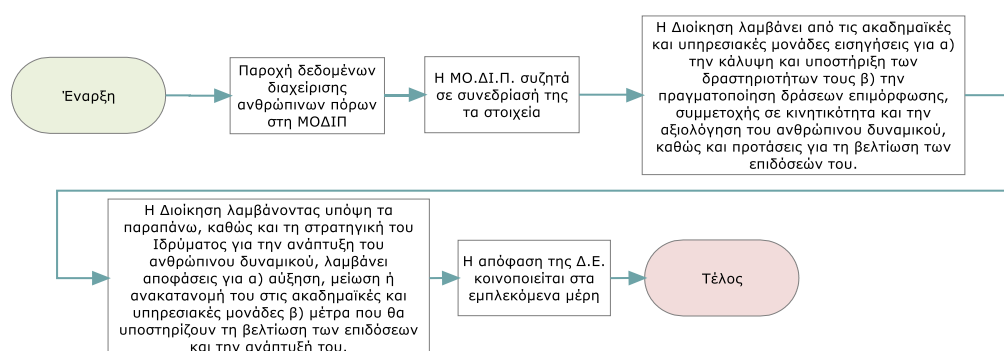 Έναρξη
Παροχή δεδομένων
διαχείρισης
ανθρώπινων πόρων
στη ΜΟΔΙΠ
Η ΜΟ.ΔΙ.Π. συζητά
σε συνεδρίασή της
τα στοιχεία
Η Διοίκηση λαμβάνει από τις ακαδημαϊκές
και υπηρεσιακές μονάδες εισηγήσεις για α)
την κάλυψη και υποστήριξη των
δραστηριοτήτων τους β) την
πραγματοποίηση δράσεων επιμόρφωσης,
συμμετοχής σε κινητικότητα και την
αξιολόγηση του ανθρώπινου δυναμικού,
καθώς και προτάσεις για τη βελτίωση των
επιδόσεών του.
Η Διοίκηση λαμβάνοντας υπόψη τα
παραπάνω, καθώς και τη στρατηγική του
Ιδρύματος για την ανάπτυξη του
ανθρώπινου δυναμικού, λαμβάνει
αποφάσεις για α) αύξηση, μείωση ή
ανακατανομή του στις ακαδημαϊκές και
υπηρεσιακές μονάδες β) μέτρα που θα
υποστηρίζουν τη βελτίωση των επιδόσεων
και την ανάπτυξή του.
Η απόφαση της Δ.Ε.
κοινοποιείται στα
εμπλεκόμενα μέρη
Τέλος